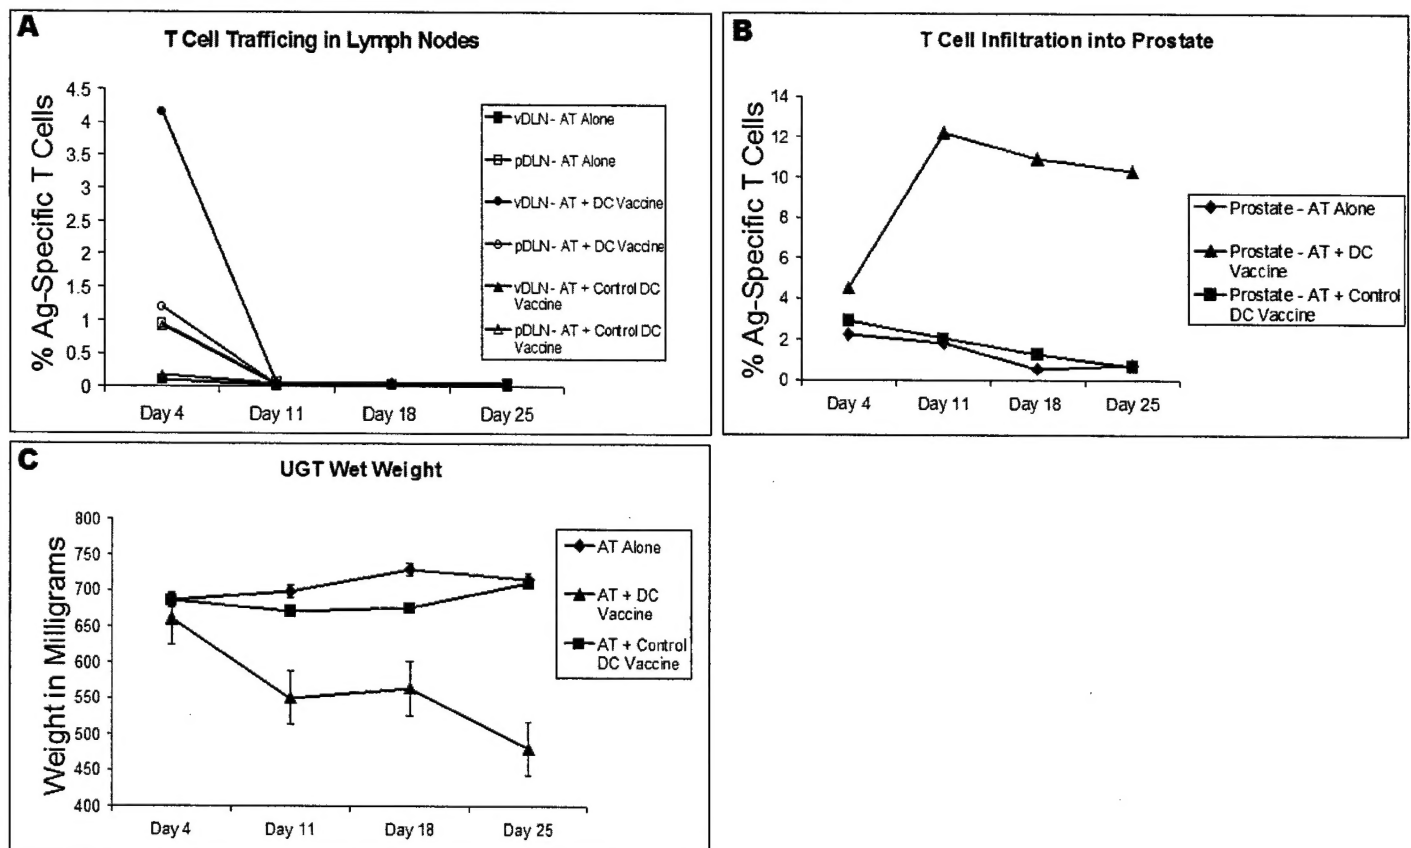 A
T Cell Trafficing in Lymph Nodes
% Ag-Specific T Cells
4.5
4
3.5
3
2.5
2
1.5
1
0.5
0
Day 4
Day 11
Day 18
Day 25
vDLN - AT Alone
pDLN - AT Alone
vDLN - AT + DC Vaccine
pDLN - AT + DC Vaccine
vDLN - AT + Control DC
Vaccine
pDLN - AT + Control DC
Vaccine
B
T Cell Infiltration into Prostate
% Ag-Specific T Cells
14
12
10
8
6
4
2
0
Day 4
Day 11
Day 18
Day 25
Prostate - AT Alone
Prostate - AT + DC
Vaccine
Prostate - AT + Control
DC Vaccine
C
UGT Wet Weight
Weight in Milligrams
800
750
700
650
600
550
500
450
400
Day 4
Day 11
Day 18
Day 25
AT Alone
AT + DC
Vaccine
AT + Control
DC Vaccine